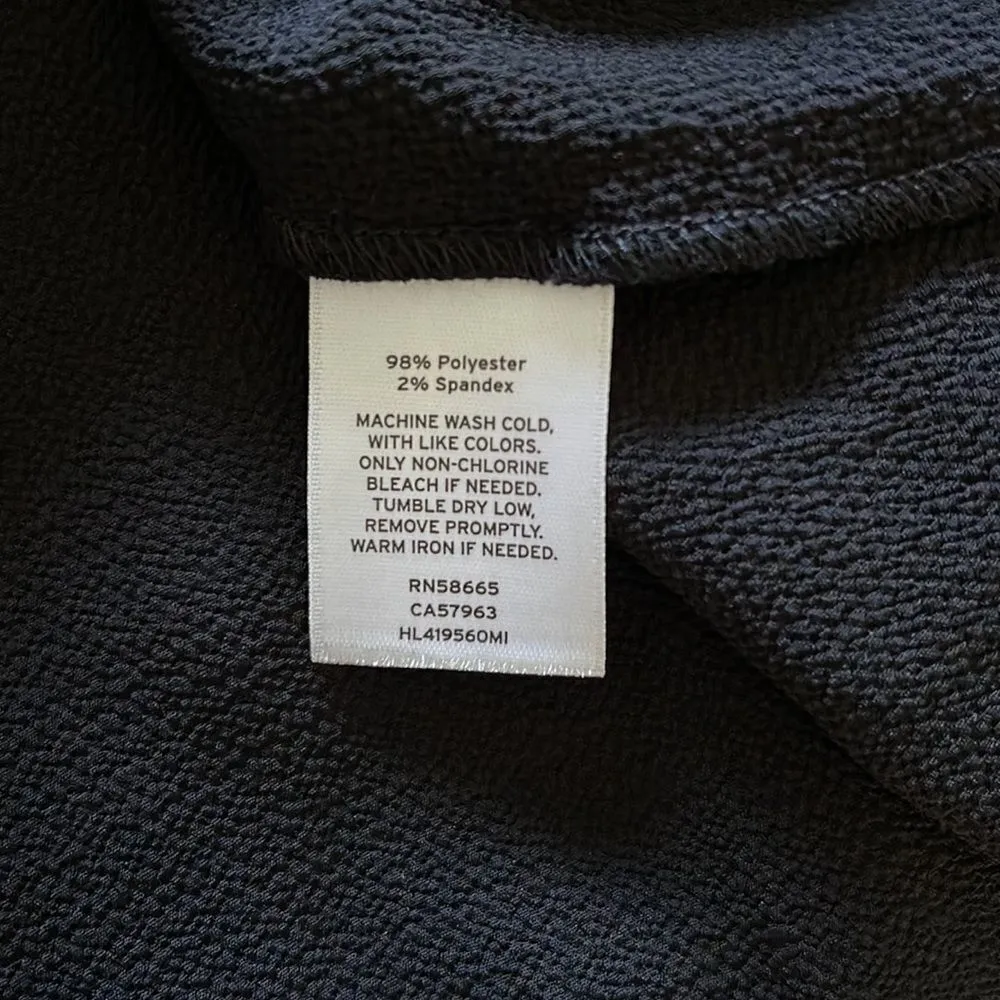 98% Polyester
2% Spandex
MACHINE WASH COLD,
WITH LIKE COLORS.
ONLY NON-CHLORINE
BLEACH IF NEEDED.
TUMBLE DRY LOW,
REMOVE PROMPTLY.
WARM IRON IF NEEDED.
RN58665
CA57963
HL419560MI